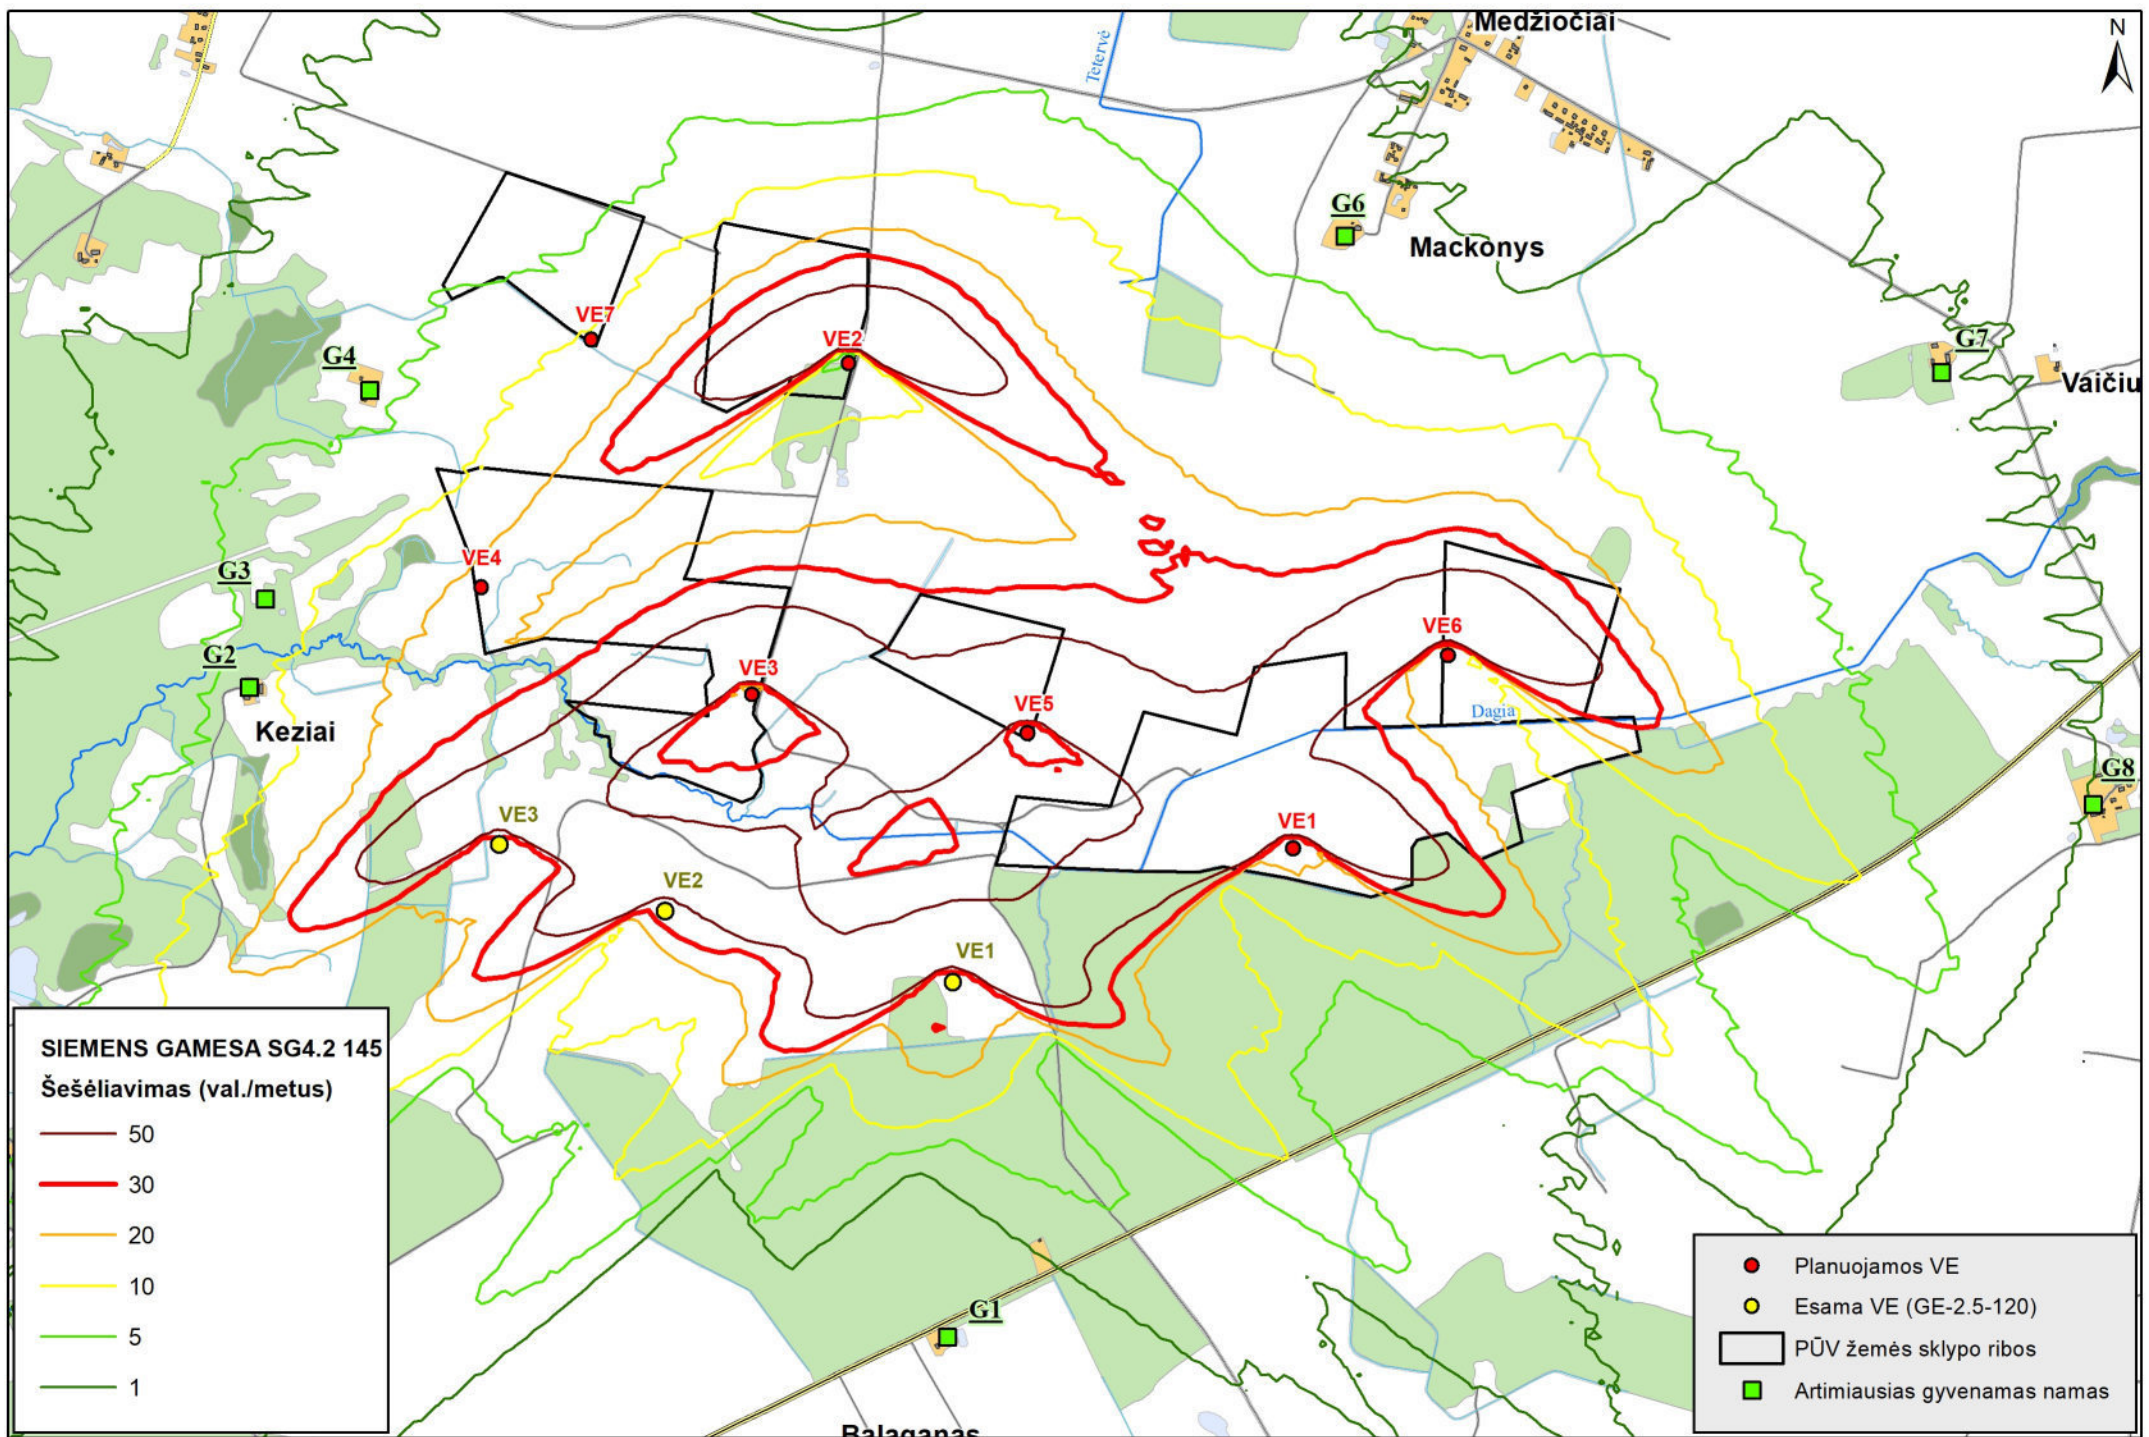 Medžiočiai
N
Tetervė
G6
Mackonys
VE7
VE2
G4
G7
Vaičiu
VE4
G3
G2
VE6
VE3
VE5
Keziai
Dagia
G8
VE3
VE1
VE2
VE1
SIEMENS GAMESA SG4.2 145
Šešėliavimas (val./metus)
50
30
20
10
5
1
G1
Planuojamos VE
Esama VE (GE-2.5-120)
PŪV žemės sklypo ribos
Artimiausias gyvenamas namas
Balaganas